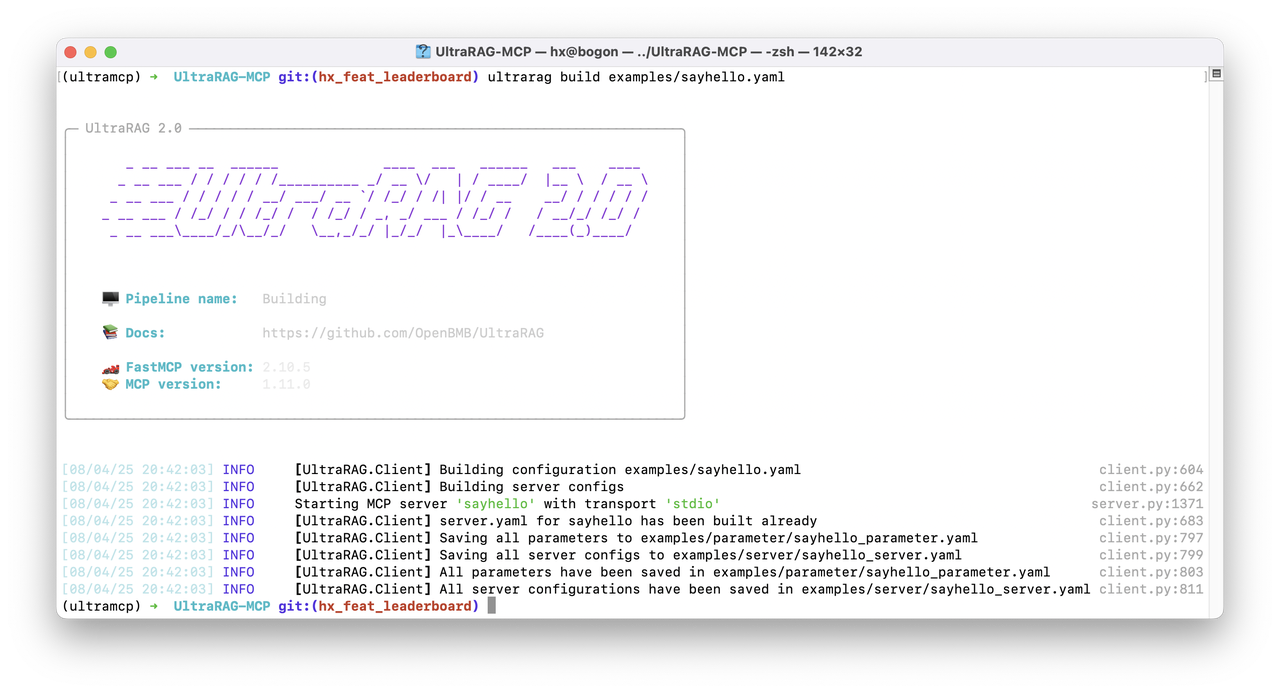 UltraRAG-MCP — hx@bogon — ../UltraRAG-MCP — -zsh — 142×32
[(ultramcp) ➜  UltraRAG-MCP git:(hx_feat_leaderboard) ultrarag build examples/sayhello.yaml ]
UltraRAG 2.0
UltraRAG 2.0
Pipeline name: Building
Docs: https://github.com/OpenBMB/UltraRAG
FastMCP version: 2.10.5
MCP version: 1.11.0
[08/04/25 20:42:03] INFO [UltraRAG.Client] Building configuration examples/sayhello.yaml client.py:604
[08/04/25 20:42:03] INFO [UltraRAG.Client] Building server configs client.py:662
[08/04/25 20:42:03] INFO Starting MCP server 'sayhello' with transport 'stdio' server.py:1371
[08/04/25 20:42:03] INFO [UltraRAG.Client] server.yaml for sayhello has been built already client.py:683
[08/04/25 20:42:03] INFO [UltraRAG.Client] Saving all parameters to examples/parameter/sayhello_parameter.yaml client.py:797
[08/04/25 20:42:03] INFO [UltraRAG.Client] Saving all server configs to examples/server/sayhello_server.yaml client.py:799
[08/04/25 20:42:03] INFO [UltraRAG.Client] All parameters have been saved in examples/parameter/sayhello_parameter.yaml client.py:803
[08/04/25 20:42:03] INFO [UltraRAG.Client] All server configurations have been saved in examples/server/sayhello_server.yaml client.py:811
(ultramcp) ➜  UltraRAG-MCP git:(hx_feat_leaderboard)